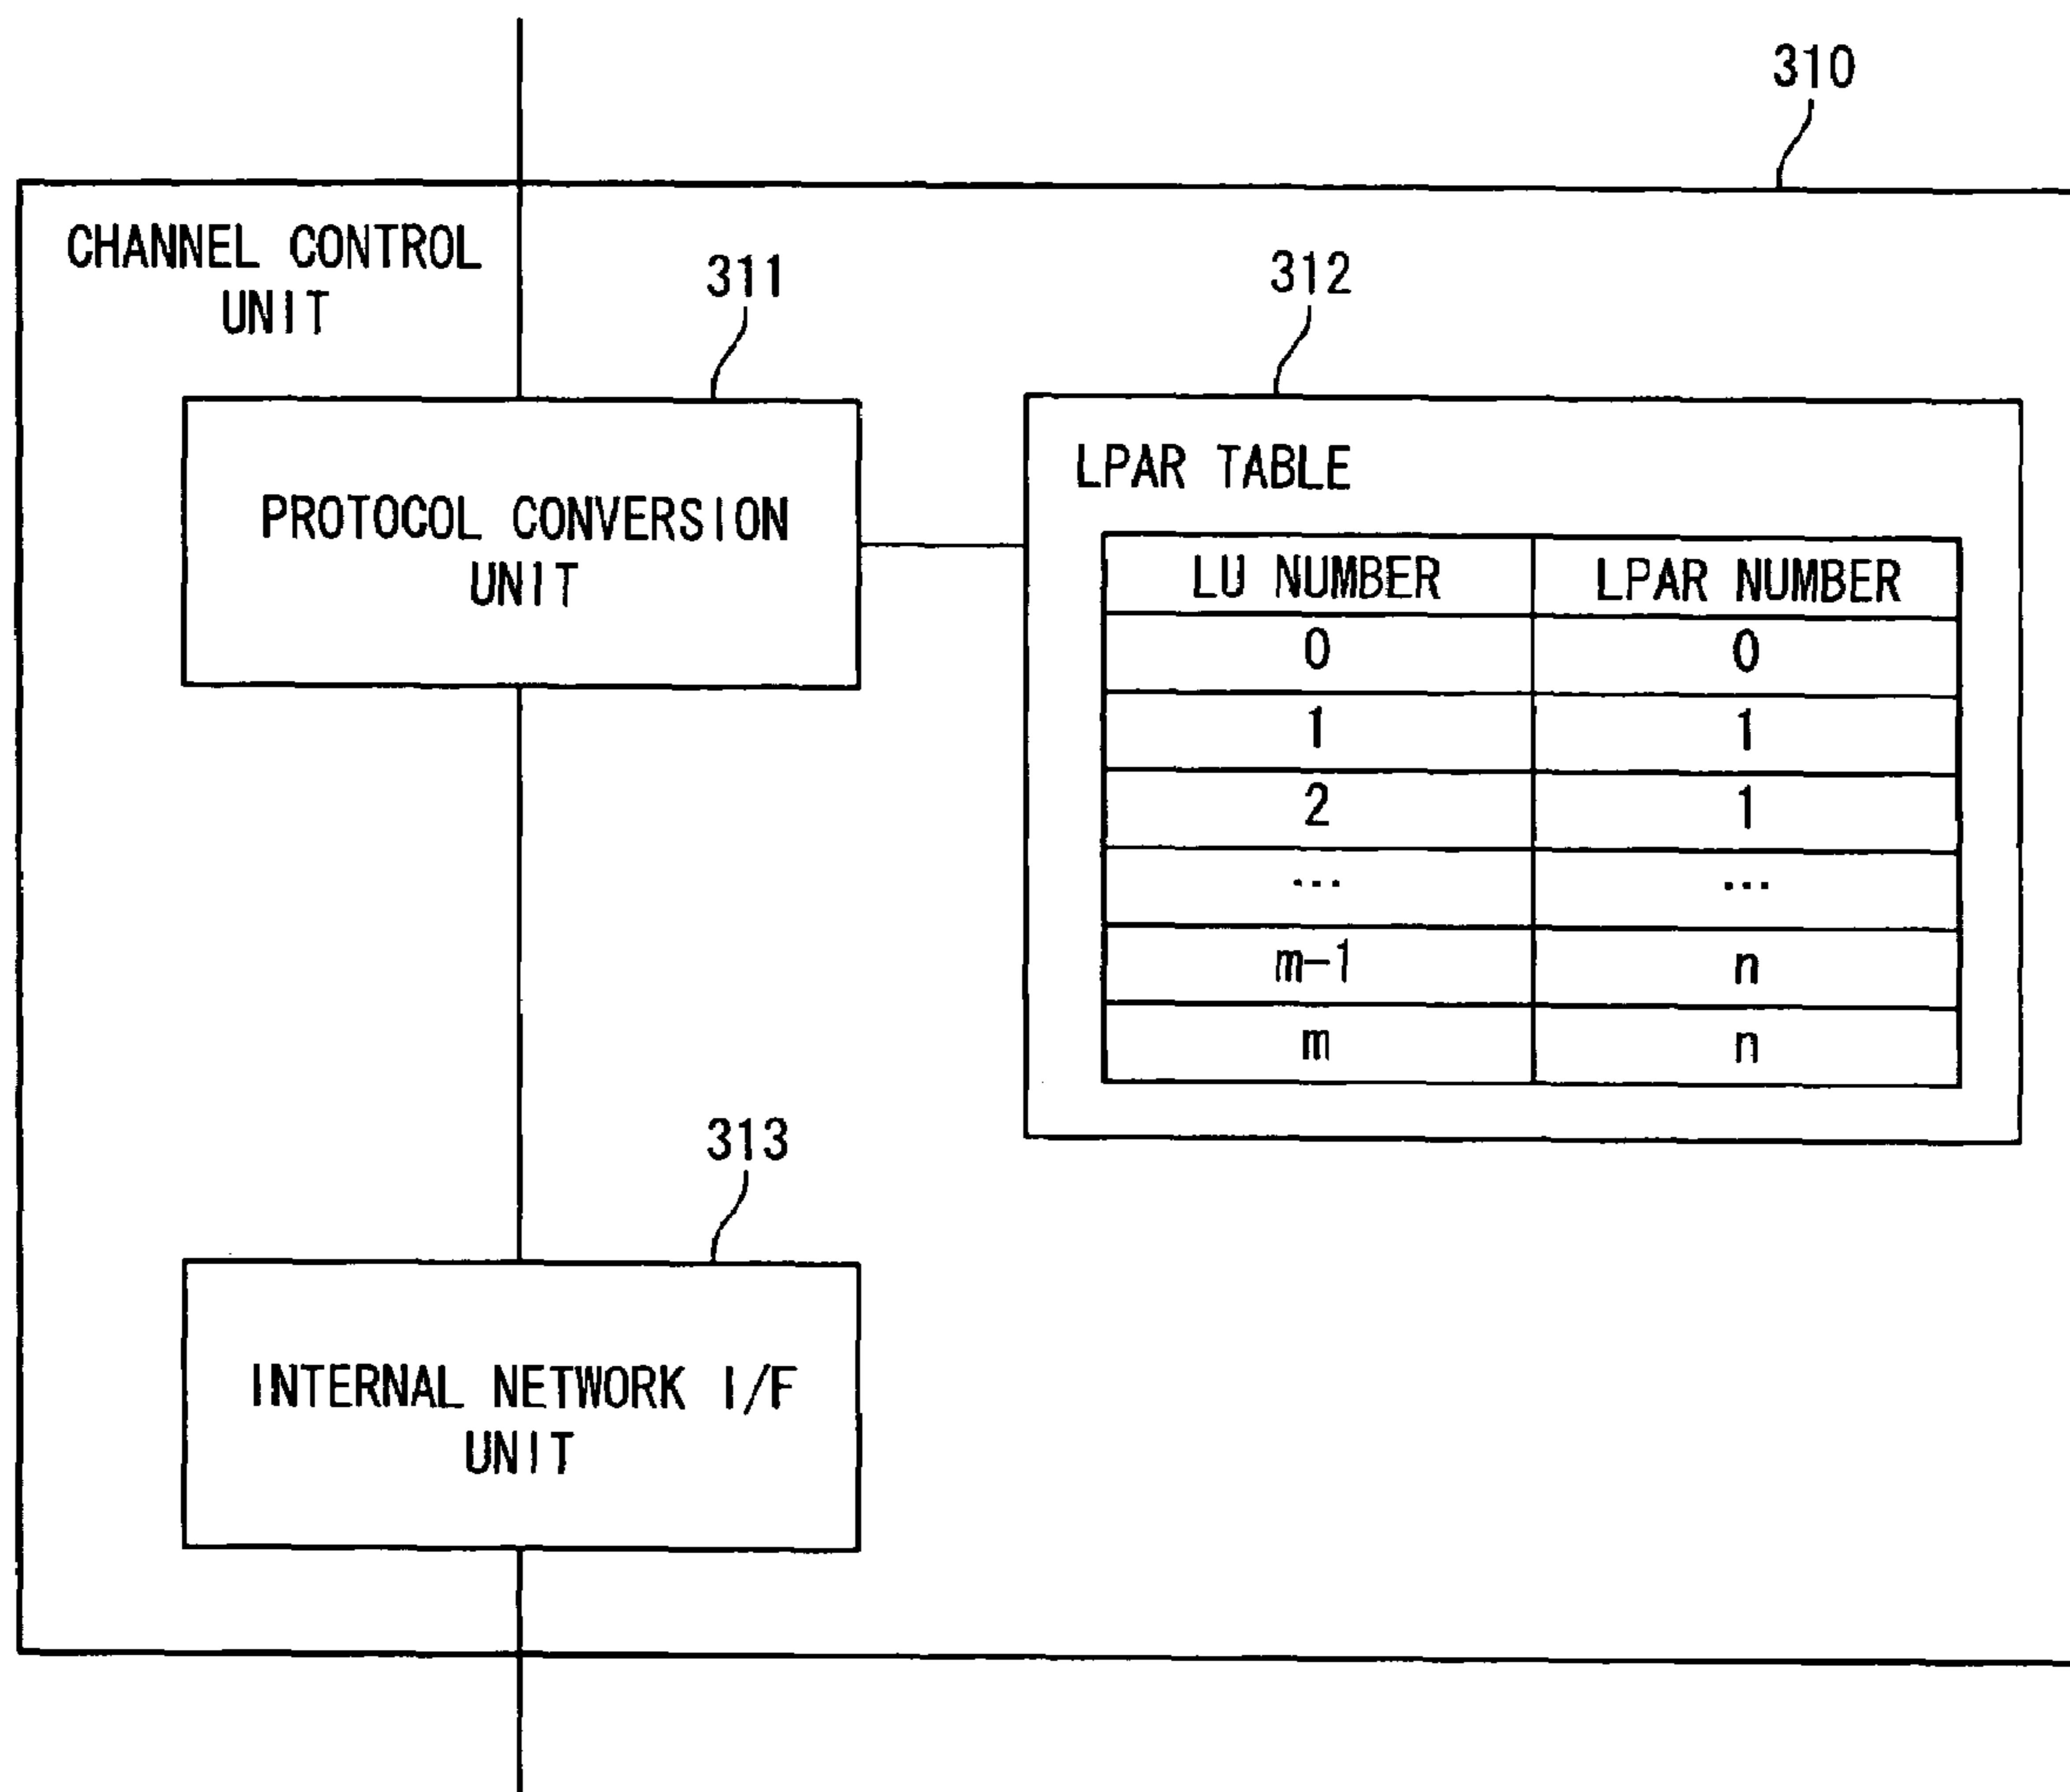 310
CHANNEL CONTROL
UNIT
311
312
PROTOCOL CONVERSION
UNIT
LPAR TABLE
LU NUMBER LPAR NUMBER
0 0
1 1
2 1
... ...
m-1 n
m n
313
INTERNAL NETWORK I/F
UNIT